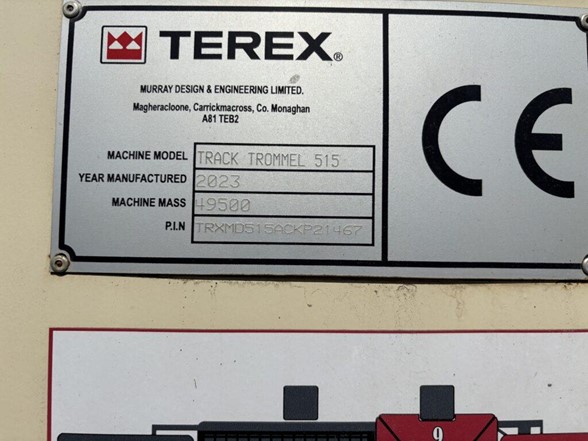 TEREX®
MURRAY DESIGN & ENGINEERING LIMITED.
Magheracloone, Carrickmacross, Co. Monaghan
A81 TEB2
MACHINE MODEL TRACK TROMMEL 515
YEAR MANUFACTURED 2023
MACHINE MASS 49500
P.I.N TRXMD515ACKP21467
CE
9